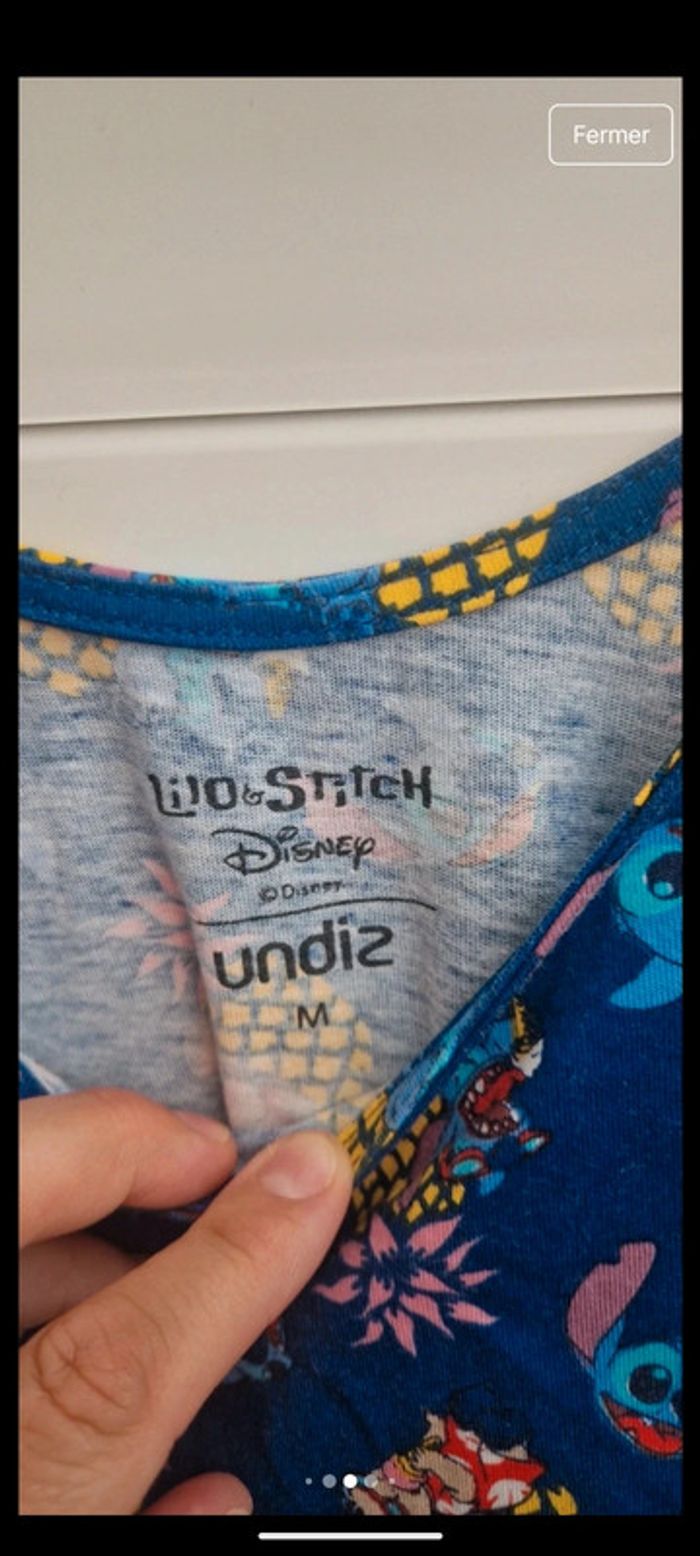 Fermer
Lilo & Stitch
Disney
© Disney
undiz
M